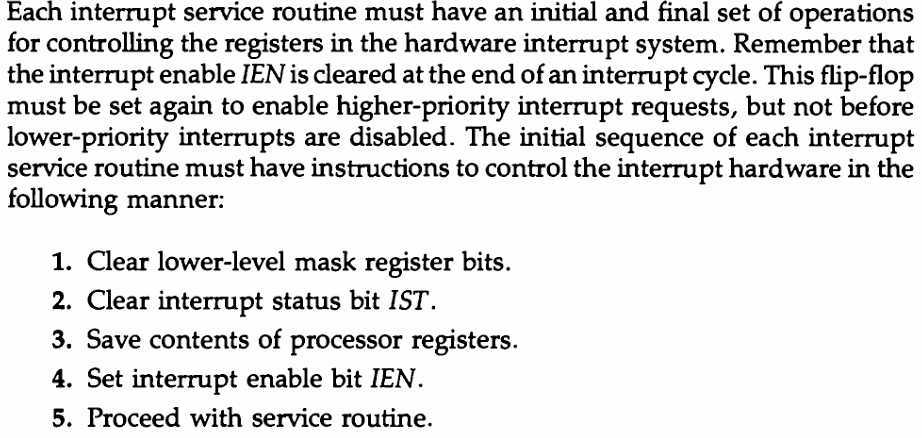 Each interrupt service routine must have an initial and final set of operations
for controlling the registers in the hardware interrupt system. Remember that
the interrupt enable IEN is cleared at the end of an interrupt cycle. This flip-flop
must be set again to enable higher-priority interrupt requests, but not before
lower-priority interrupts are disabled. The initial sequence of each interrupt
service routine must have instructions to control the interrupt hardware in the
following manner:
1. Clear lower-level mask register bits.
2. Clear interrupt status bit IST.
3. Save contents of processor registers.
4. Set interrupt enable bit IEN.
5. Proceed with service routine.